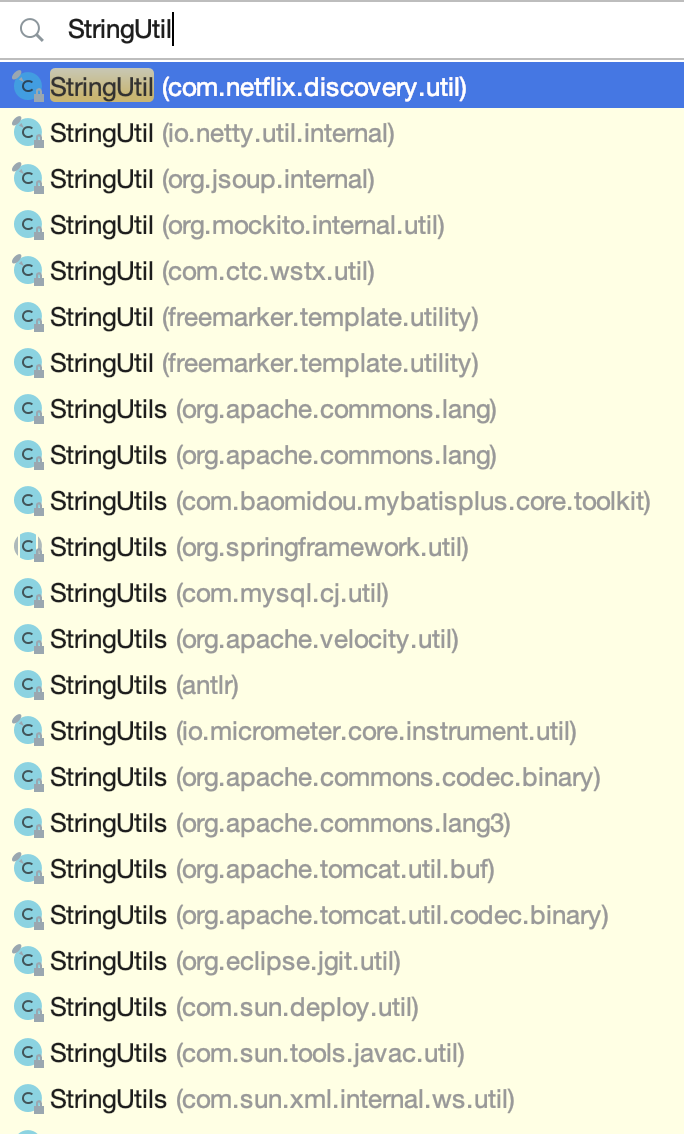 StringUtil
StringUtil (com.netflix.discovery.util)
StringUtil (io.netty.util.internal)
StringUtil (org.jsoup.internal)
StringUtil (org.mockito.internal.util)
StringUtil (com.ctc.wstx.util)
StringUtil (freemarker.template.utility)
StringUtil (freemarker.template.utility)
StringUtils (org.apache.commons.lang)
StringUtils (org.apache.commons.lang)
StringUtils (com.baomidou.mybatisplus.core.toolkit)
StringUtils (org.springframework.util)
StringUtils (com.mysql.cj.util)
StringUtils (org.apache.velocity.util)
StringUtils (antlr)
StringUtils (io.micrometer.core.instrument.util)
StringUtils (org.apache.commons.codec.binary)
StringUtils (org.apache.commons.lang3)
StringUtils (org.apache.tomcat.util.buf)
StringUtils (org.apache.tomcat.util.codec.binary)
StringUtils (org.eclipse.jgit.util)
StringUtils (com.sun.deploy.util)
StringUtils (com.sun.tools.javac.util)
StringUtils (com.sun.xml.internal.ws.util)